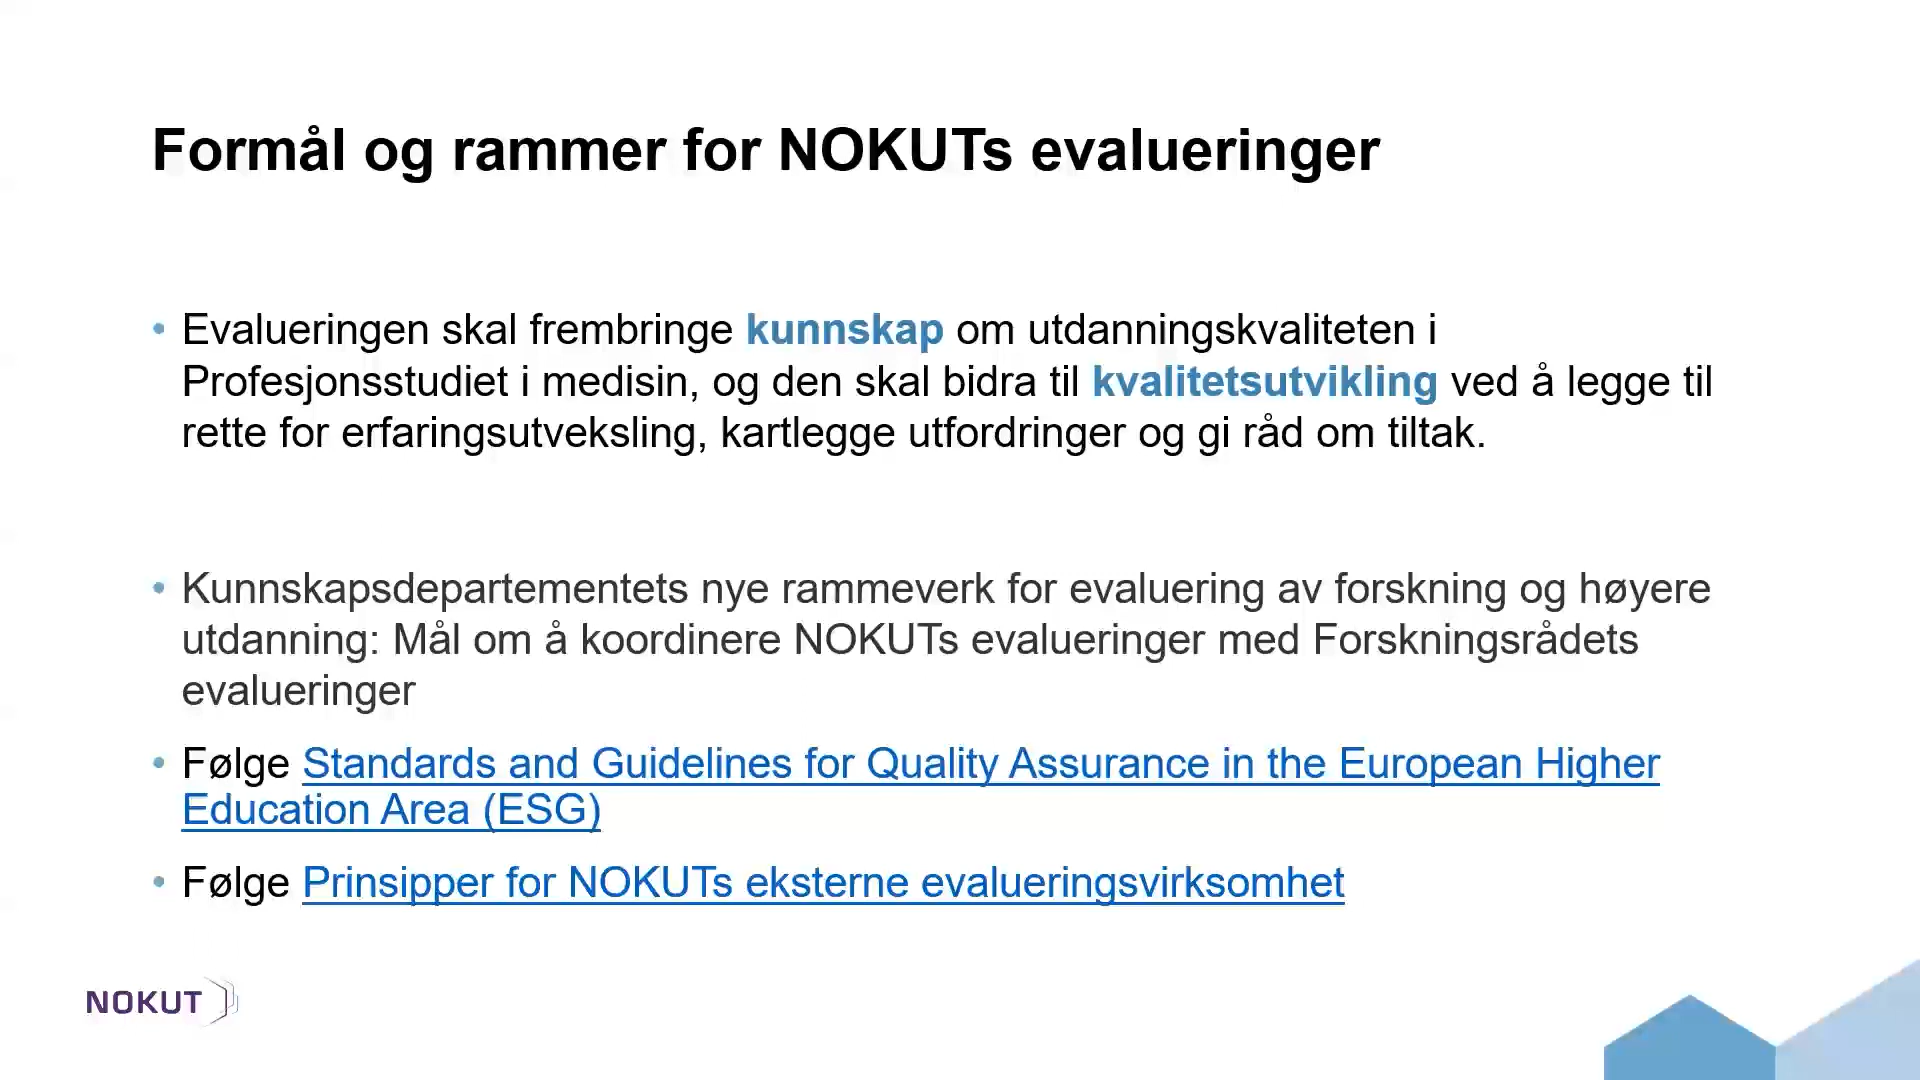 Formål og rammer for NOKUTs evalueringer
• Evalueringen skal frembringe kunnskap om utdanningskvaliteten i
Profesjonsstudiet i medisin, og den skal bidra til kvalitetsutvikling ved å legge til
rette for erfaringsutveksling, kartlegge utfordringer og gi råd om tiltak.
• Kunnskapsdepartementets nye rammeverk for evaluering av forskning og høyere
utdanning: Mål om å koordinere NOKUTs evalueringer med Forskningsrådets
evalueringer
• Følge Standards and Guidelines for Quality Assurance in the European Higher
Education Area (ESG)
• Følge Prinsipper for NOKUTs eksterne evalueringsvirksomhet
NOKUT